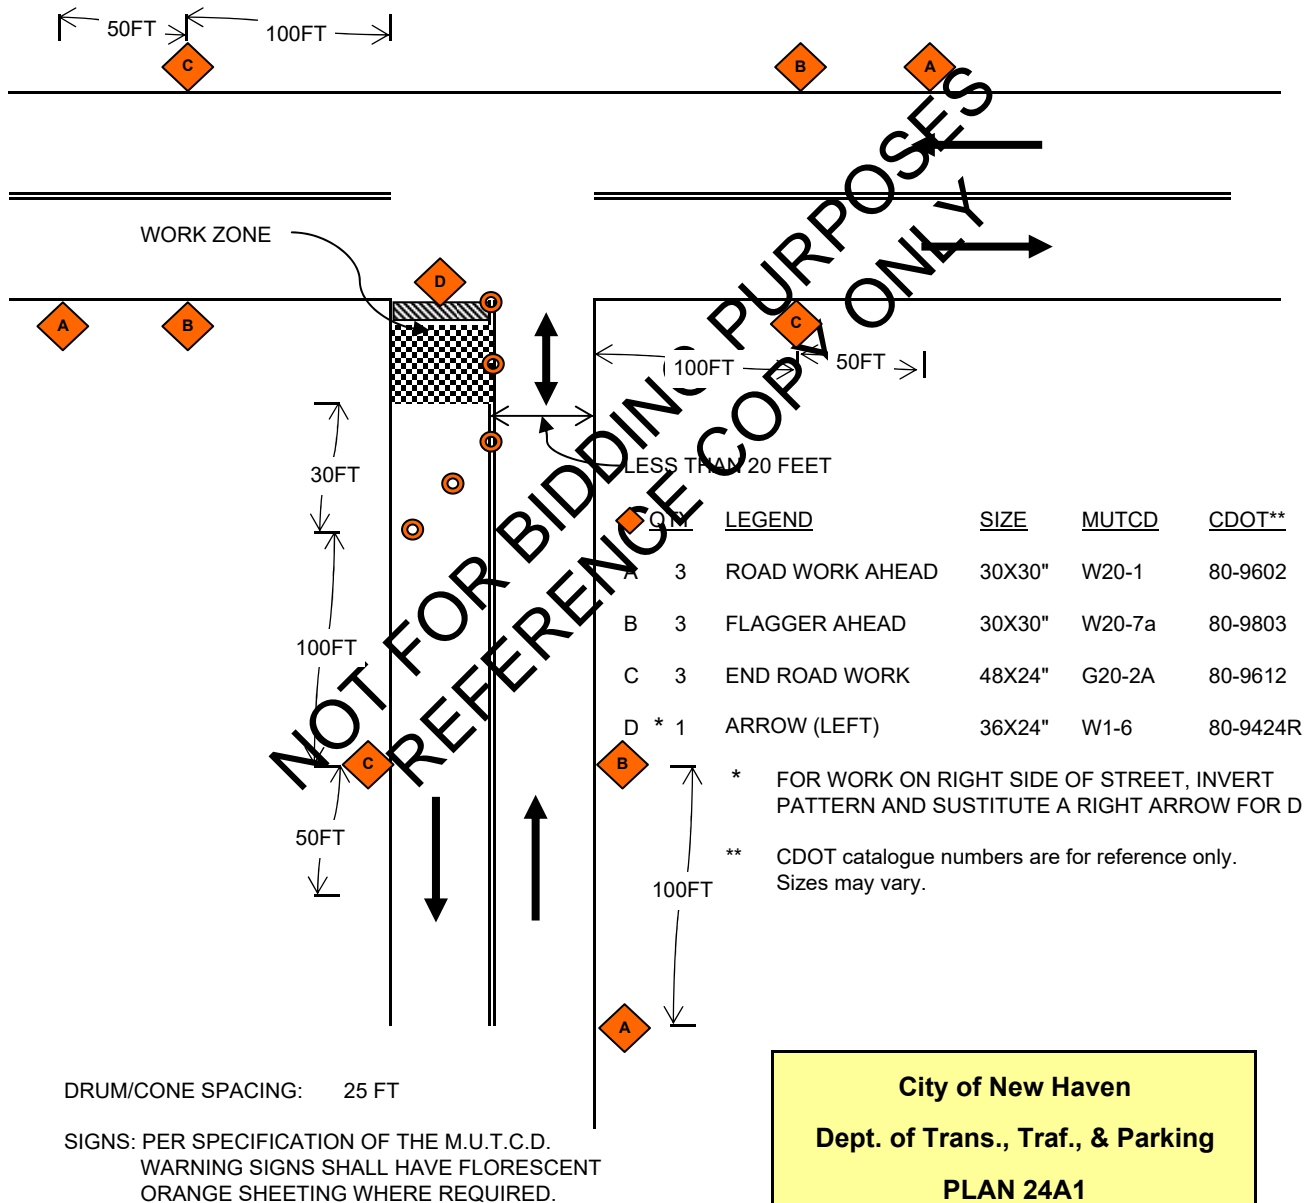 50FT
100FT
C
B
A
WORK ZONE
D
A
B
C
100FT
50FT
30FT
LESS THAN 20 FEET
QTY LEGEND SIZE MUTCD CDOT**
A 3 ROAD WORK AHEAD 30X30" W20-1 80-9602
B 3 FLAGGER AHEAD 30X30" W20-7a 80-9803
C 3 END ROAD WORK 48X24" G20-2A 80-9612
D * 1 ARROW (LEFT) 36X24" W1-6 80-9424R
100FT
C
B
* FOR WORK ON RIGHT SIDE OF STREET, INVERT
PATTERN AND SUSTITUTE A RIGHT ARROW FOR D
50FT
** CDOT catalogue numbers are for reference only.
Sizes may vary.
100FT
A
NOT FOR BIDDING PURPOSES
REFERENCE COPY ONLY
DRUM/CONE SPACING: 25 FT
SIGNS: PER SPECIFICATION OF THE M.U.T.C.D.
WARNING SIGNS SHALL HAVE FLORESCENT
ORANGE SHEETING WHERE REQUIRED.
City of New Haven
Dept. of Trans., Traf., & Parking
PLAN 24A1